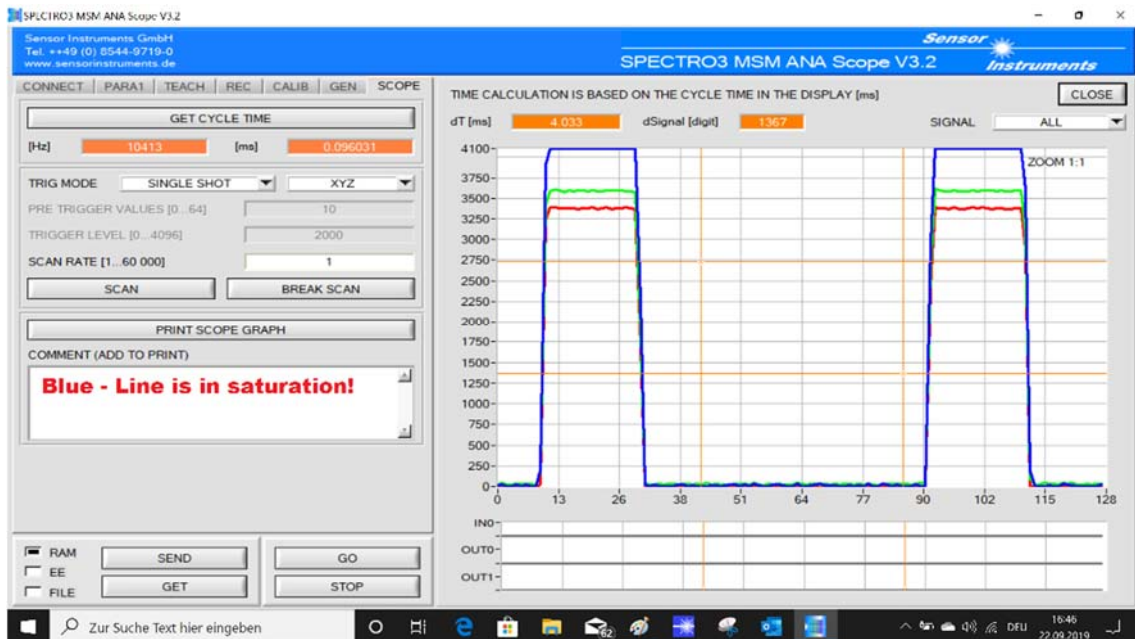 SPECTRO3 MSM ANA Scope V3.2
Sensor Instruments GmbH
Tel. ++49 (0) 8544-9719-0
www.sensorinstruments.de
SPECTRO3 MSM ANA Scope V3.2
Sensor
Instruments
CONNECT PARA1 TEACH REC CALIB GEN SCOPE
GET CYCLE TIME
[Hz] 10413 [ms] 0.096031
TRIG MODE SINGLE SHOT XYZ
PRE TRIGGER VALUES [0...64] 10
TRIGGER LEVEL [0...4096] 2000
SCAN RATE [1...60 000] 1
SCAN BREAK SCAN
PRINT SCOPE GRAPH
COMMENT (ADD TO PRINT)
Blue - Line is in saturation!
RAM
EE
FILE
SEND GO
GET STOP
TIME CALCULATION IS BASED ON THE CYCLE TIME IN THE DISPLAY [ms]
CLOSE
dT [ms] 4.033 dSignal [digit] 1367 SIGNAL ALL
ZOOM 1:1
4100
3750
3500
3250
3000
2750
2500
2250
2000
1750
1500
1250
1000
750
500
250
0
0 13 26 38 51 64 77 90 102 115 128
IN0
OUT0
OUT1
Zur Suche Text hier eingeben
62
DEU
16:46
22.09.2019